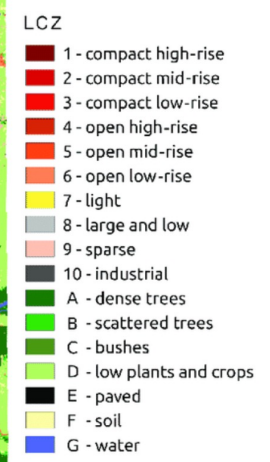 LCZ
1 - compact high-rise
2 - compact mid-rise
3 - compact low-rise
4 - open high-rise
5 - open mid-rise
6 - open low-rise
7 - light
8 - large and low
9 - sparse
10 - industrial
A - dense trees
B - scattered trees
C - bushes
D - low plants and crops
E - paved
F - soil
G - water